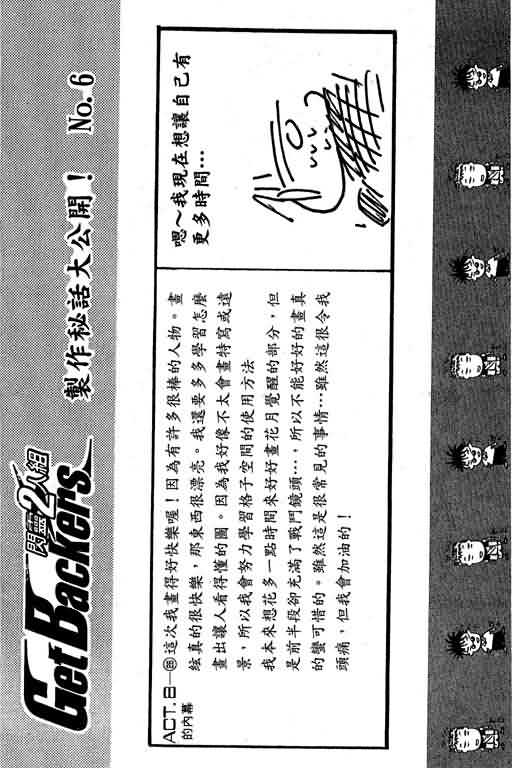 閃靈2人組
Get Backers
製作秘話大公開！ No. 6
ACT. 8—⑱
的內幕
這次我畫得好快樂喔！因為有許多很棒的人物。畫
絃真的很快樂，那東西很漂亮。我還要多多學習怎麼
畫出讓人看得懂的圖。因為我好像不太會畫特寫或遠
景，所以我會努力學習格子空間的使用方法
我本來想花多一點時間來好好畫花月覺醒的部分，但
是前半段卻充滿了戰鬥鏡頭…，所以不能好好的畫真
的蠻可惜的。雖然這是很常見的事情…雖然這很令我
頭痛，但我會加油的！
嗯～我現在想讓自己有
更多時間…